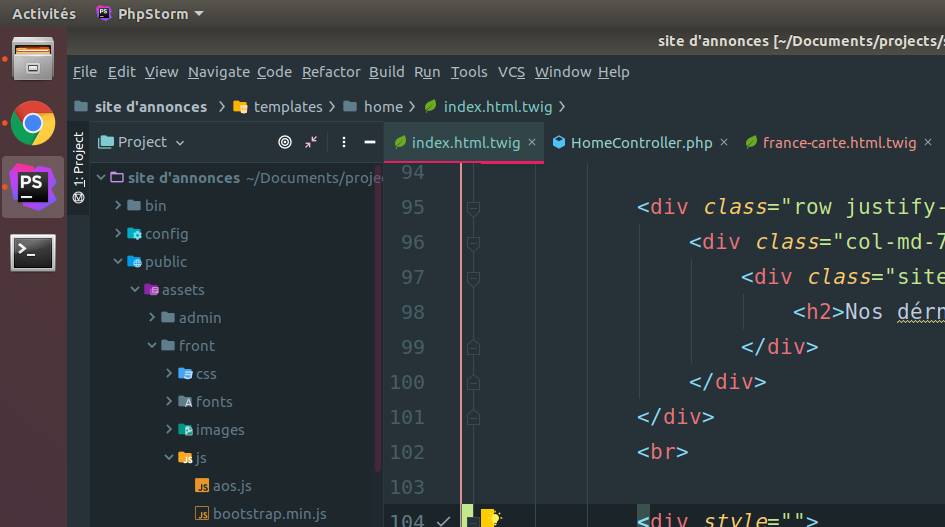 Activités PhpStorm
site d'annonces [~/Documents/projects/s
File Edit View Navigate Code Refactor Build Run Tools VCS Window Help
site d'annonces templates home index.html.twig
1: Project
Project
index.html.twig HomeController.php france-carte.html.twig
site d'annonces ~/Documents/proje
bin
config
public
assets
admin
front
css
fonts
images
js
aos.js
bootstrap.min.js
94
95 <div class="row justify-
96 <div class="col-md-7
97 <div class="site
98 <h2>Nos dérn
99 </div>
100 </div>
101 </div>
102 <br>
103
104 <div style="">